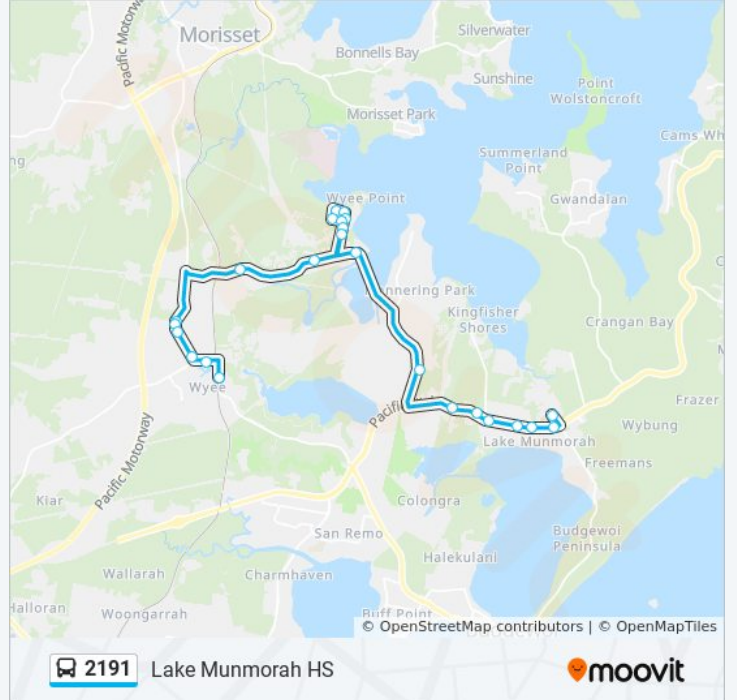 Pacific Motorway
Morisset
Silverwater
Bonnells Bay
Sunshine
Point
Wolstoncroft
Morisset Park
Cams Wh
ng
Summerland
Point
Wyee Point
Gwandalan
C
nnering Park
Kingfisher
Shores
Crangan Bay
N
Wyee
Frazer
Pacific
Wybung
Lake Munmorah
Freemans
Pacific Motorway
Kiar
Colongra
San Remo
Budgewoi
Peninsula
Halekulani
Wallarah
Charmhaven
Halloran
Woongarrah
Buff Point
© OpenStreetMap contributors | © OpenMapTiles
2191 Lake Munmorah HS
moovit